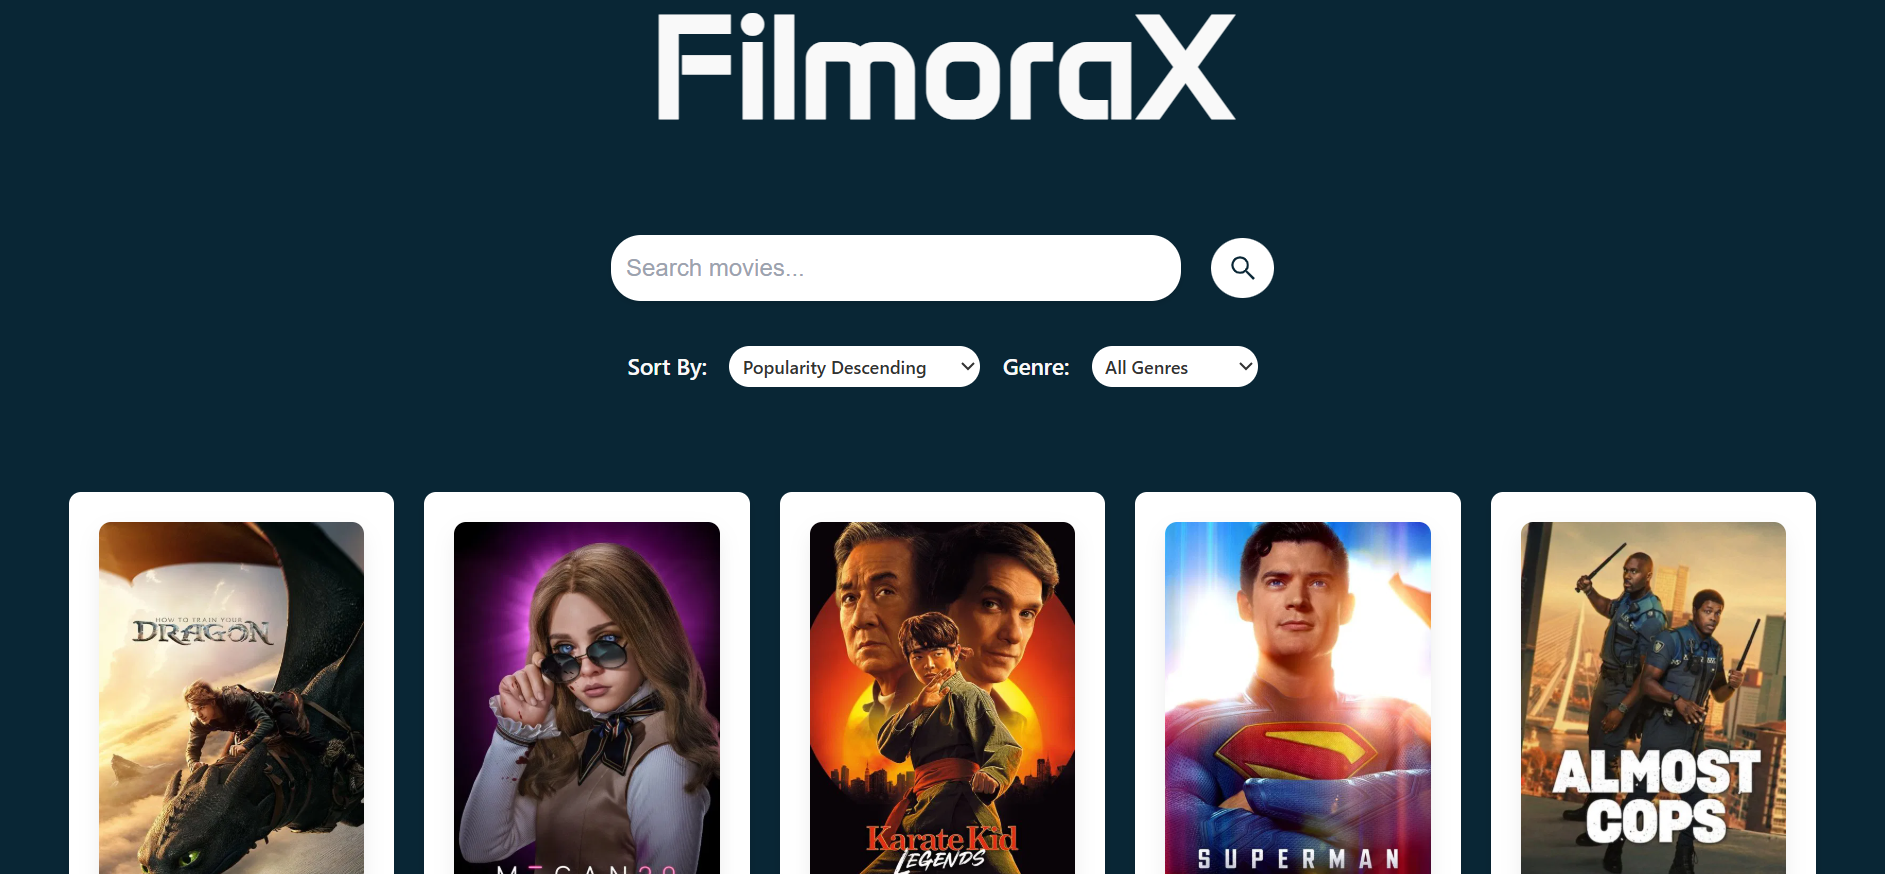 FilmoraX
Search movies...
Sort By: Popularity Descending Genre: All Genres
HOW TO TRAIN YOUR
DRAGON
M3GAN 2.0
Karate Kid
LEGENDS
SUPERMAN
ALMOST
COPS